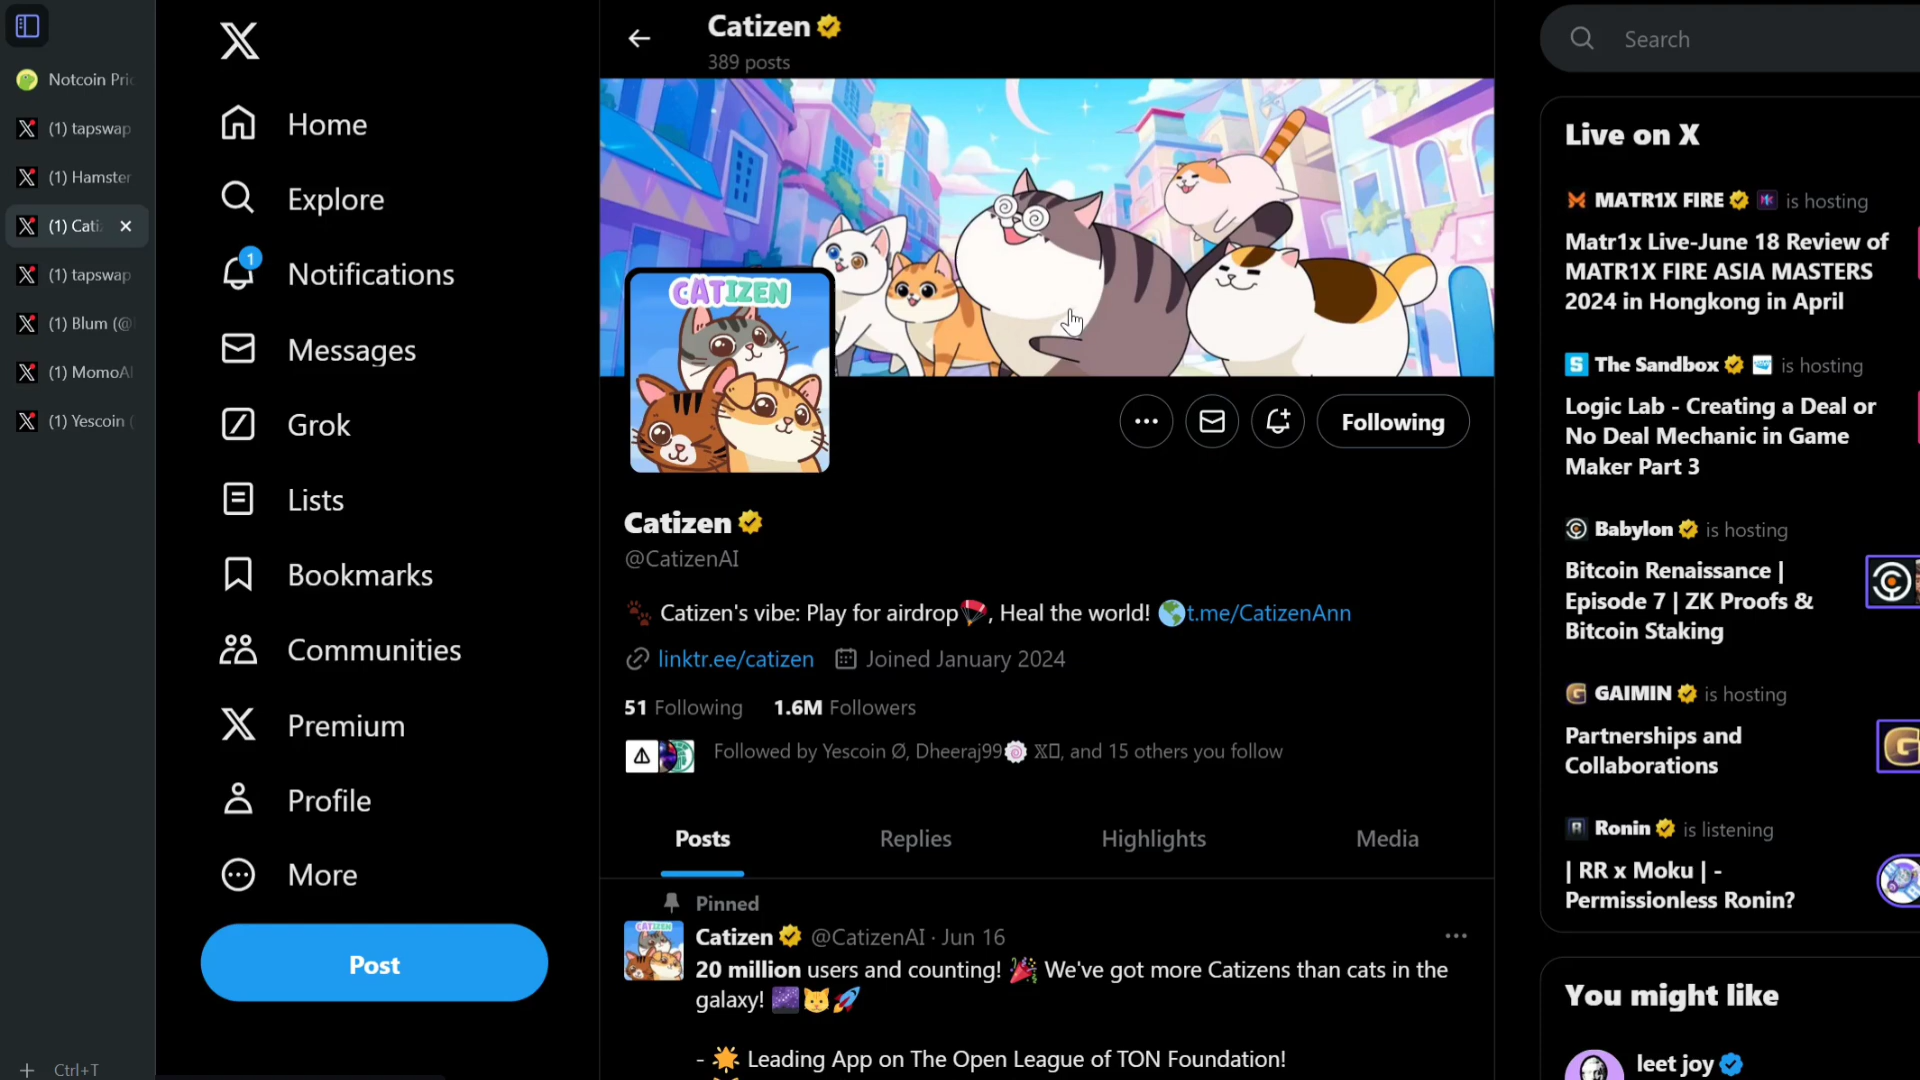 Notcoin Pric
(1) tapswap
(1) Hamster
(1) Cati
(1) tapswap
(1) Blum (@
(1) MomoAI
(1) Yescoin (
Ctrl+T
Home
Explore
1
Notifications
Messages
Grok
Lists
Bookmarks
Communities
Premium
Profile
More
Post
Catizen
389 posts
CATIZEN
Following
Catizen
@CatizenAI
Catizen's vibe: Play for airdrop🪂, Heal the world! 🌎t.me/CatizenAnn
linktr.ee/catizen Joined January 2024
51 Following 1.6M Followers
Followed by Yescoin Ø, Dheeraj99🍥 𝕏, and 15 others you follow
Posts Replies Highlights Media
Pinned
Catizen @CatizenAI · Jun 16
20 million users and counting! 🎉 We've got more Catizens than cats in the
galaxy! 🌌🐱🚀
- 🌟 Leading App on The Open League of TON Foundation!
Search
Live on X
MATR1X FIRE is hosting
Matr1x Live-June 18 Review of
MATR1X FIRE ASIA MASTERS
2024 in Hongkong in April
The Sandbox is hosting
Logic Lab - Creating a Deal or
No Deal Mechanic in Game
Maker Part 3
Babylon is hosting
Bitcoin Renaissance |
Episode 7 | ZK Proofs &
Bitcoin Staking
GAIMIN is hosting
Partnerships and
Collaborations
Ronin is listening
| RR x Moku | -
Permissionless Ronin?
You might like
leet joy